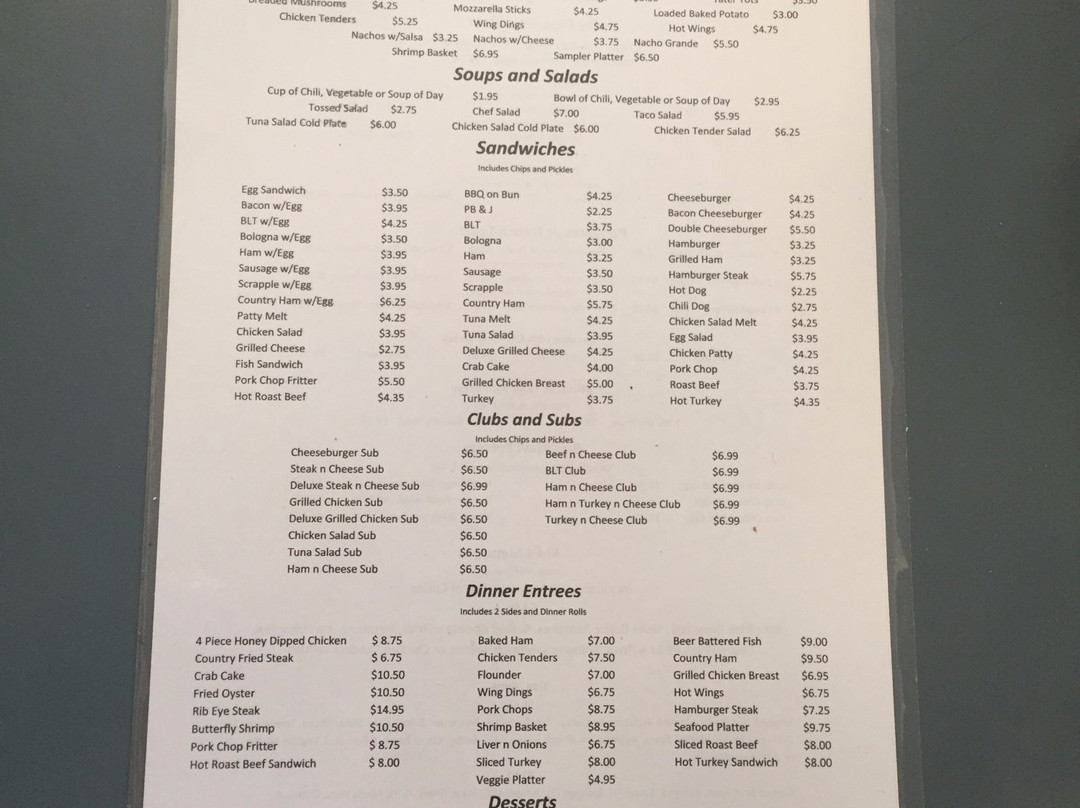 Breaded Mushrooms $4.25 Mozzarella Sticks $4.25 Loaded Baked Potato $3.00
Chicken Tenders $5.25 Wing Dings $4.75 Hot Wings $4.75
Nachos w/Salsa $3.25 Nachos w/Cheese $3.75 Nacho Grande $5.50
Shrimp Basket $6.95 Sampler Platter $6.50
Soups and Salads
Cup of Chili, Vegetable or Soup of Day $1.95 Bowl of Chili, Vegetable or Soup of Day $2.95
Tossed Salad $2.75 Chef Salad $7.00 Taco Salad $5.95
Tuna Salad Cold Plate $6.00 Chicken Salad Cold Plate $6.00 Chicken Tender Salad $6.25
Sandwiches
Includes Chips and Pickles
Egg Sandwich $3.50 BBQ on Bun $4.25 Cheeseburger $4.25
Bacon w/Egg $3.95 PB & J $2.25 Bacon Cheeseburger $4.25
BLT w/Egg $4.25 BLT $3.75 Double Cheeseburger $5.50
Bologna w/Egg $3.50 Bologna $3.00 Hamburger $3.25
Ham w/Egg $3.95 Ham $3.25 Grilled Ham $3.25
Sausage w/Egg $3.95 Sausage $3.50 Hamburger Steak $5.75
Scrapple w/Egg $3.95 Scrapple $3.50 Hot Dog $2.25
Country Ham w/Egg $6.25 Country Ham $5.75 Chili Dog $2.75
Patty Melt $4.25 Tuna Melt $4.25 Chicken Salad Melt $4.25
Chicken Salad $3.95 Tuna Salad $3.95 Egg Salad $3.95
Grilled Cheese $2.75 Deluxe Grilled Cheese $4.25 Chicken Patty $4.25
Fish Sandwich $3.95 Crab Cake $4.00 Pork Chop $4.25
Pork Chop Fritter $5.50 Grilled Chicken Breast $5.00 Roast Beef $3.75
Hot Roast Beef $4.35 Turkey $3.75 Hot Turkey $4.35
Clubs and Subs
Includes Chips and Pickles
Cheeseburger Sub $6.50 Beef n Cheese Club $6.99
Steak n Cheese Sub $6.50 BLT Club $6.99
Deluxe Steak n Cheese Sub $6.99 Ham n Cheese Club $6.99
Grilled Chicken Sub $6.50 Ham n Turkey n Cheese Club $6.99
Deluxe Grilled Chicken Sub $6.50 Turkey n Cheese Club $6.99
Chicken Salad Sub $6.50
Tuna Salad Sub $6.50
Ham n Cheese Sub $6.50
Dinner Entrees
Includes 2 Sides and Dinner Rolls
4 Piece Honey Dipped Chicken $ 8.75 Baked Ham $7.00 Beer Battered Fish $9.00
Country Fried Steak $ 6.75 Chicken Tenders $7.50 Country Ham $9.50
Crab Cake $10.50 Flounder $7.00 Grilled Chicken Breast $6.95
Fried Oyster $10.50 Wing Dings $6.75 Hot Wings $6.75
Rib Eye Steak $14.95 Pork Chops $8.75 Hamburger Steak $7.25
Butterfly Shrimp $10.50 Shrimp Basket $8.95 Seafood Platter $9.75
Pork Chop Fritter $ 8.75 Liver n Onions $6.75 Sliced Roast Beef $8.00
Hot Roast Beef Sandwich $ 8.00 Sliced Turkey $8.00 Hot Turkey Sandwich $8.00
Veggie Platter $4.95
Desserts